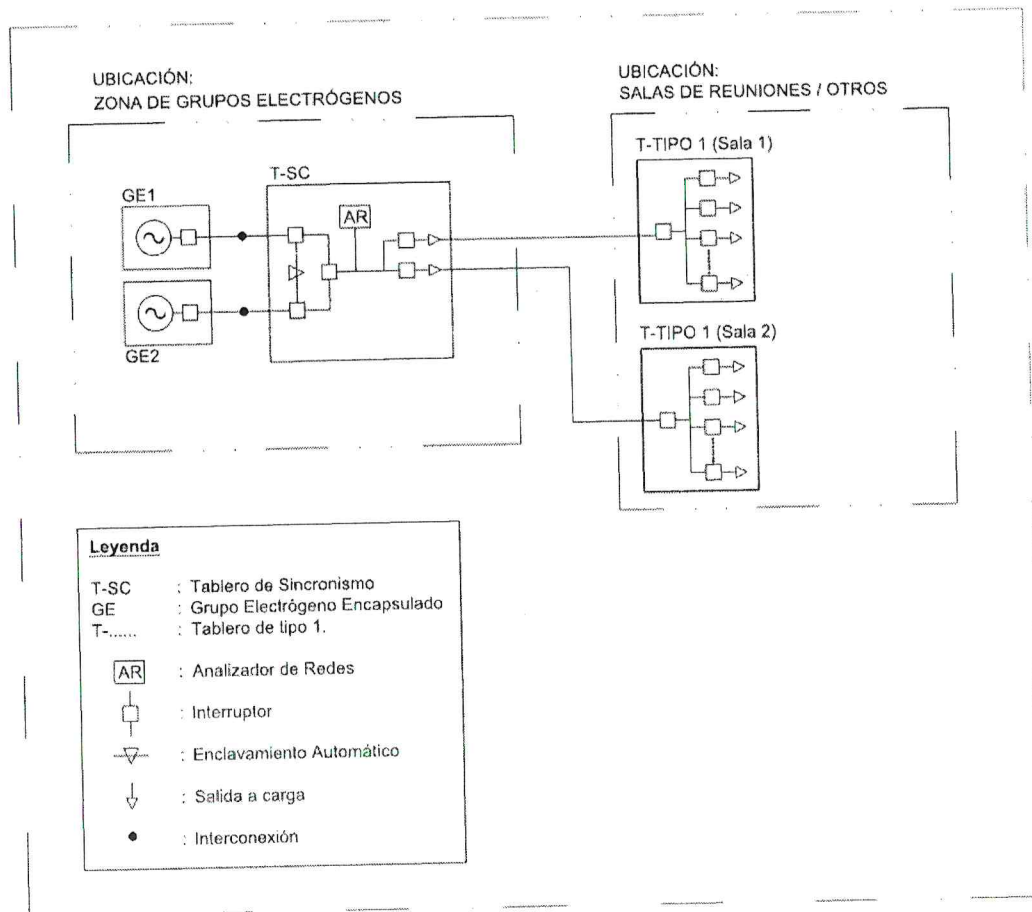 UBICACIÓN:
ZONA DE GRUPOS ELECTRÓGENOS
UBICACIÓN:
SALAS DE REUNIONES / OTROS
T-TIPO 1 (Sala 1)
T-SC
GE1
AR
GE2
T-TIPO 1 (Sala 2)
Leyenda
T-SC : Tablero de Sincronismo
GE : Grupo Electrógeno Encapsulado
T-...... : Tablero de tipo 1.
AR : Analizador de Redes
: Interruptor
: Enclavamiento Automático
: Salida a carga
: Interconexión